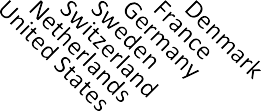 United States
Netherlands
Switzerland
Sweden
Germany
France
Denmark